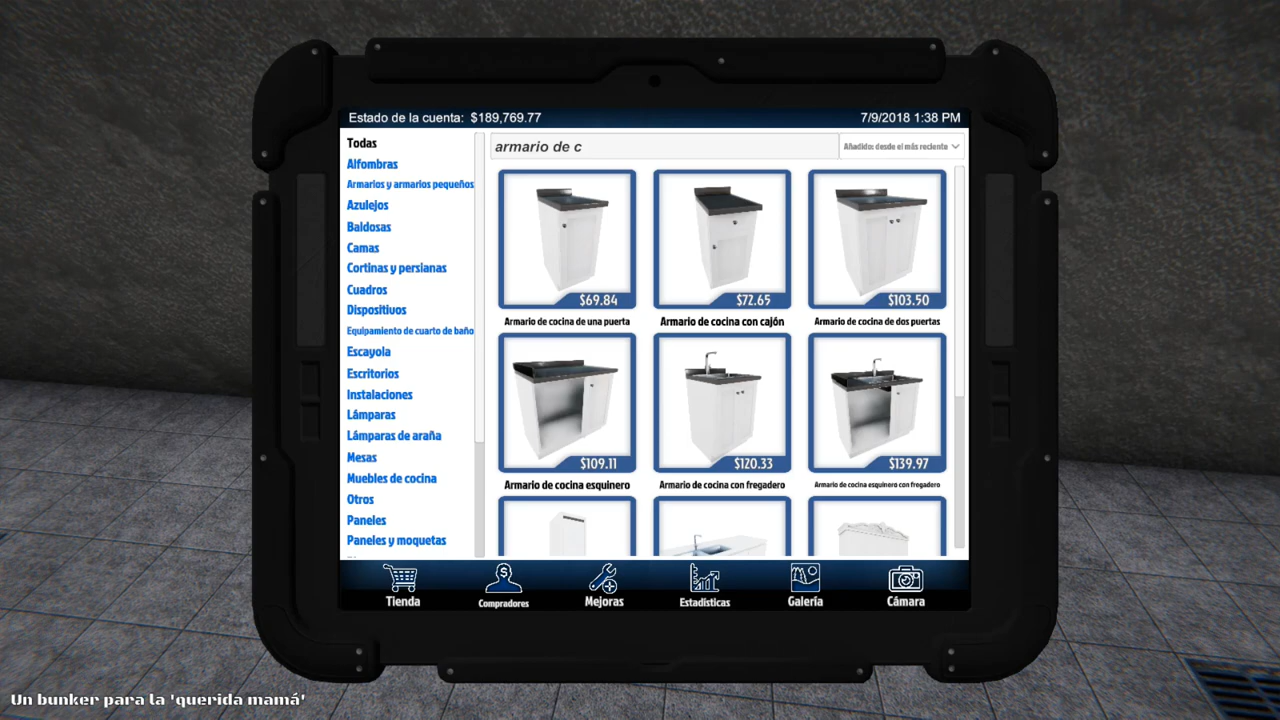 Estado de la cuenta: $189,769.77
7/9/2018 1:38 PM
Todas
Alfombras
Armarios y armarios pequeños
Azulejos
Baldosas
Camas
Cortinas y persianas
Cuadros
Dispositivos
Equipamiento de cuarto de baño
Escayola
Escritorios
Instalaciones
Lámparas
Lámparas de araña
Mesas
Muebles de cocina
Otros
Paneles
Paneles y moquetas
armario de c
Añadido: desde el más reciente
$69.84
$72.65
$103.50
Armario de cocina de una puerta
Armario de cocina con cajón
Armario de cocina de dos puertas
$109.11
$120.33
$139.97
Armario de cocina esquinero
Armario de cocina con fregadero
Armario de cocina esquinero con fregadero
Tienda
Compradores
Mejoras
Estadísticas
Galería
Cámara
Un bunker para la 'querida mamá'